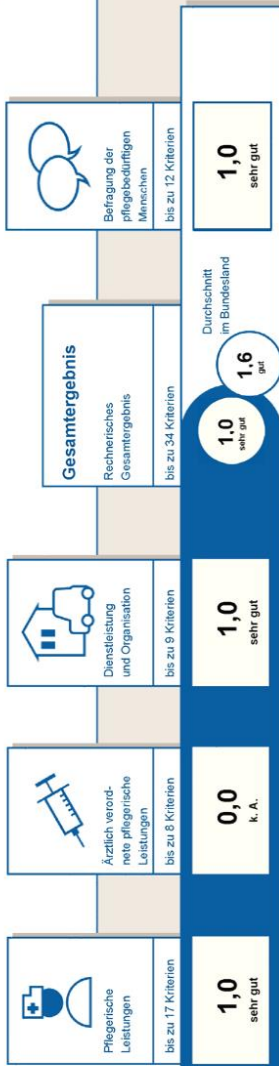 Pflegerische
Leistungen
bis zu 17 Kriterien
1,0
sehr gut
Ärztlich verord-
nete pflegerische
Leistungen
bis zu 8 Kriterien
0,0
k. A.
Dienstleistung
und Organisation
bis zu 9 Kriterien
1,0
sehr gut
Gesamtergebnis
Rechnerisches
Gesamtergebnis
bis zu 34 Kriterien
1,0
sehr gut
1,6
gut
Durchschnitt
im Bundesland
Befragung der
pflegebedürftigen
Menschen
bis zu 12 Kriterien
1,0
sehr gut